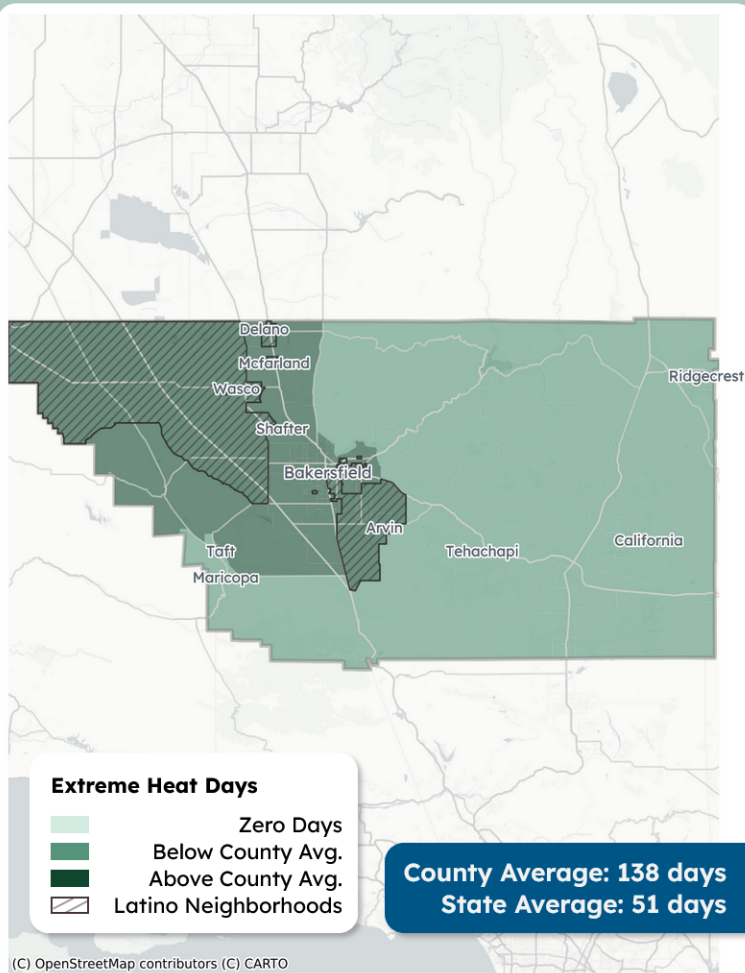 Delano
Mcfarland
Ridgecrest
Wasco
Shafter
Bakersfield
Arvin
California
Taft
Tehachapi
Maricopa
Extreme Heat Days
Zero Days
Below County Avg.
Above County Avg.
Latino Neighborhoods
County Average: 138 days
State Average: 51 days
(C) OpenStreetMap contributors (C) CARTO